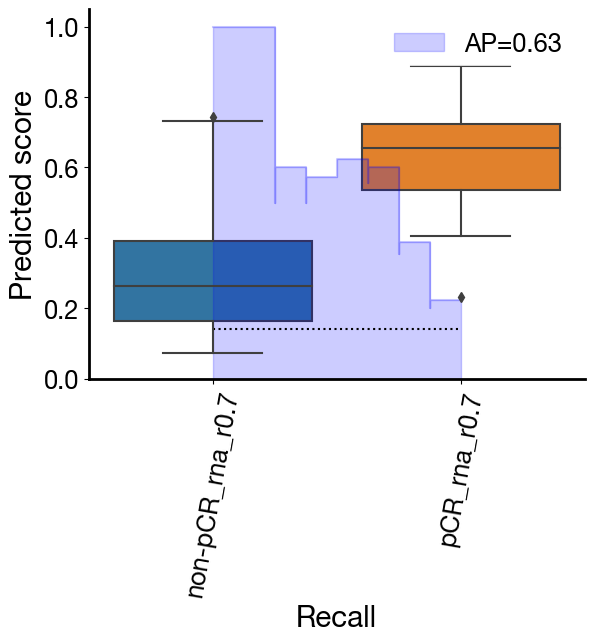 AP=0.63
Predicted score
1.0
0.8
0.6
0.4
0.2
0.0
non-pCR_rna_r0.7
pCR_rna_r0.7
Recall